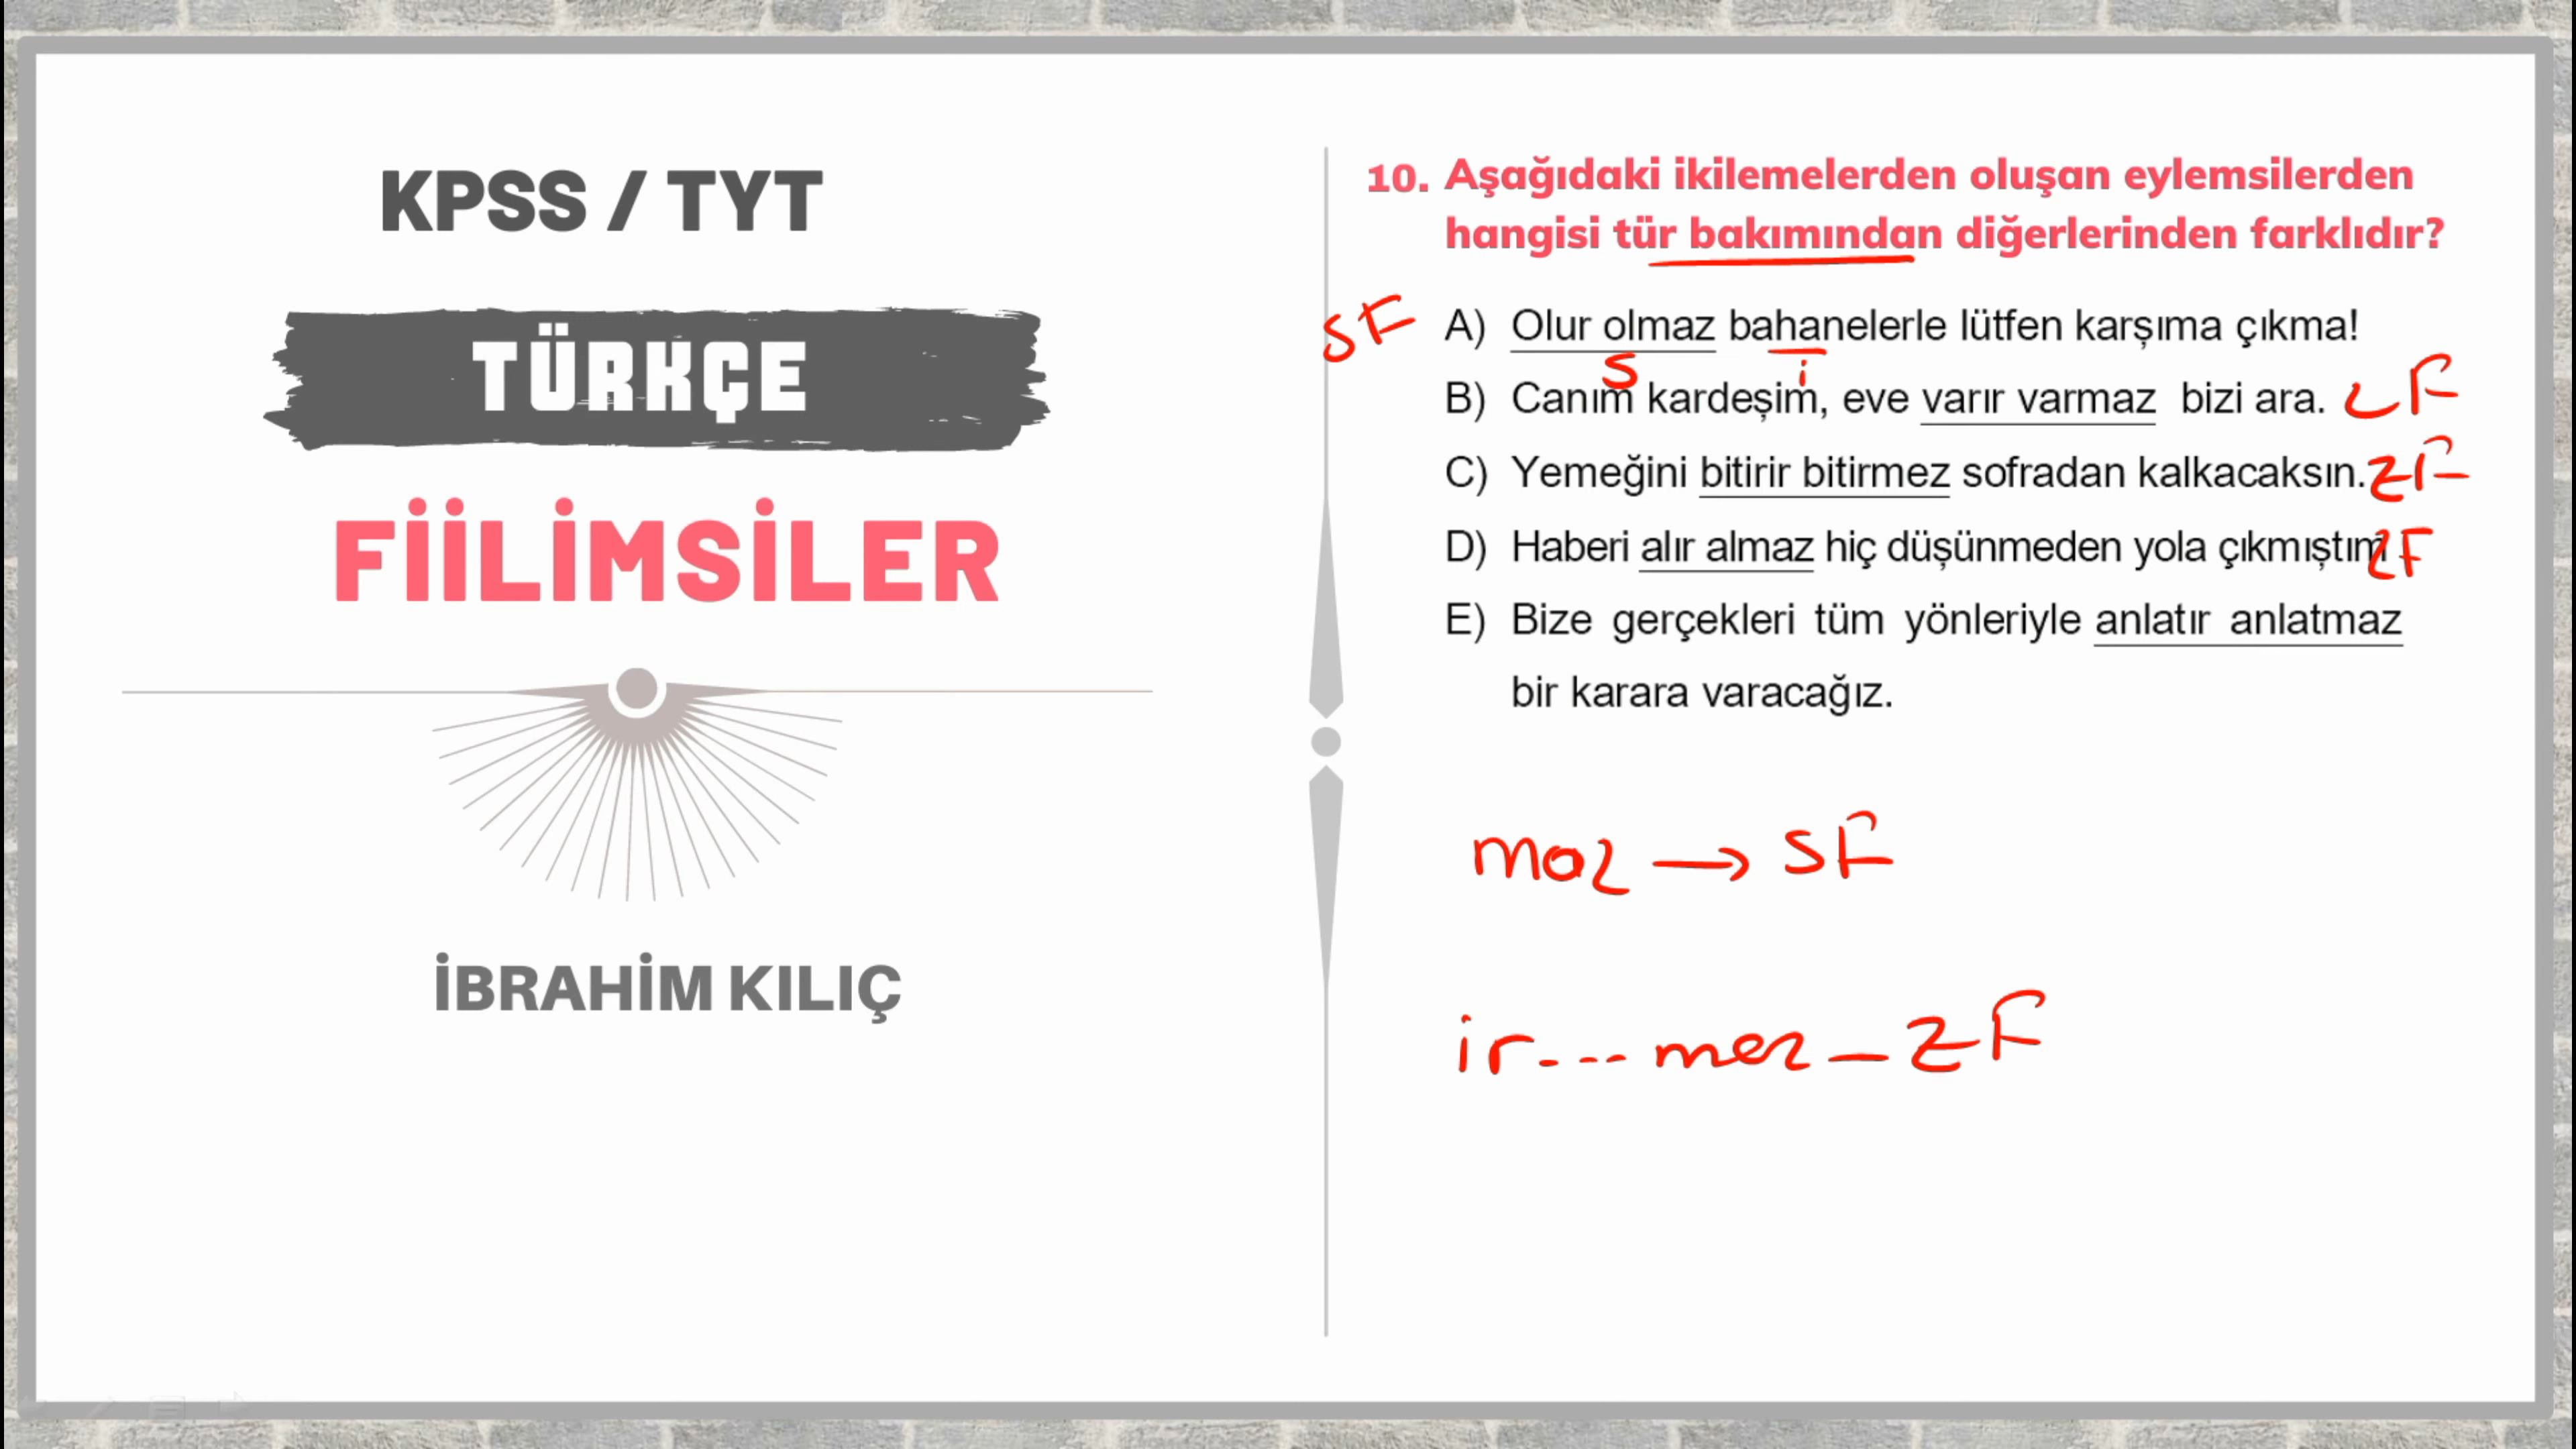 KPSS / TYT
TÜRKÇE
FİİLİMSİLER
İBRAHİM KILIÇ
10. Aşağıdaki ikilemelerden oluşan eylemsilerden
hangisi tür bakımından diğerlerinden farklıdır?
SF A) Olur olmaz bahanelerle lütfen karşıma çıkma!
S i
B) Canım kardeşim, eve varır varmaz bizi ara. ZF
C) Yemeğini bitirir bitirmez sofradan kalkacaksın. ZF
D) Haberi alır almaz hiç düşünmeden yola çıkmıştım ZF
E) Bize gerçekleri tüm yönleriyle anlatır anlatmaz
bir karara varacağız.
maz → SF
ir---mez – ZF